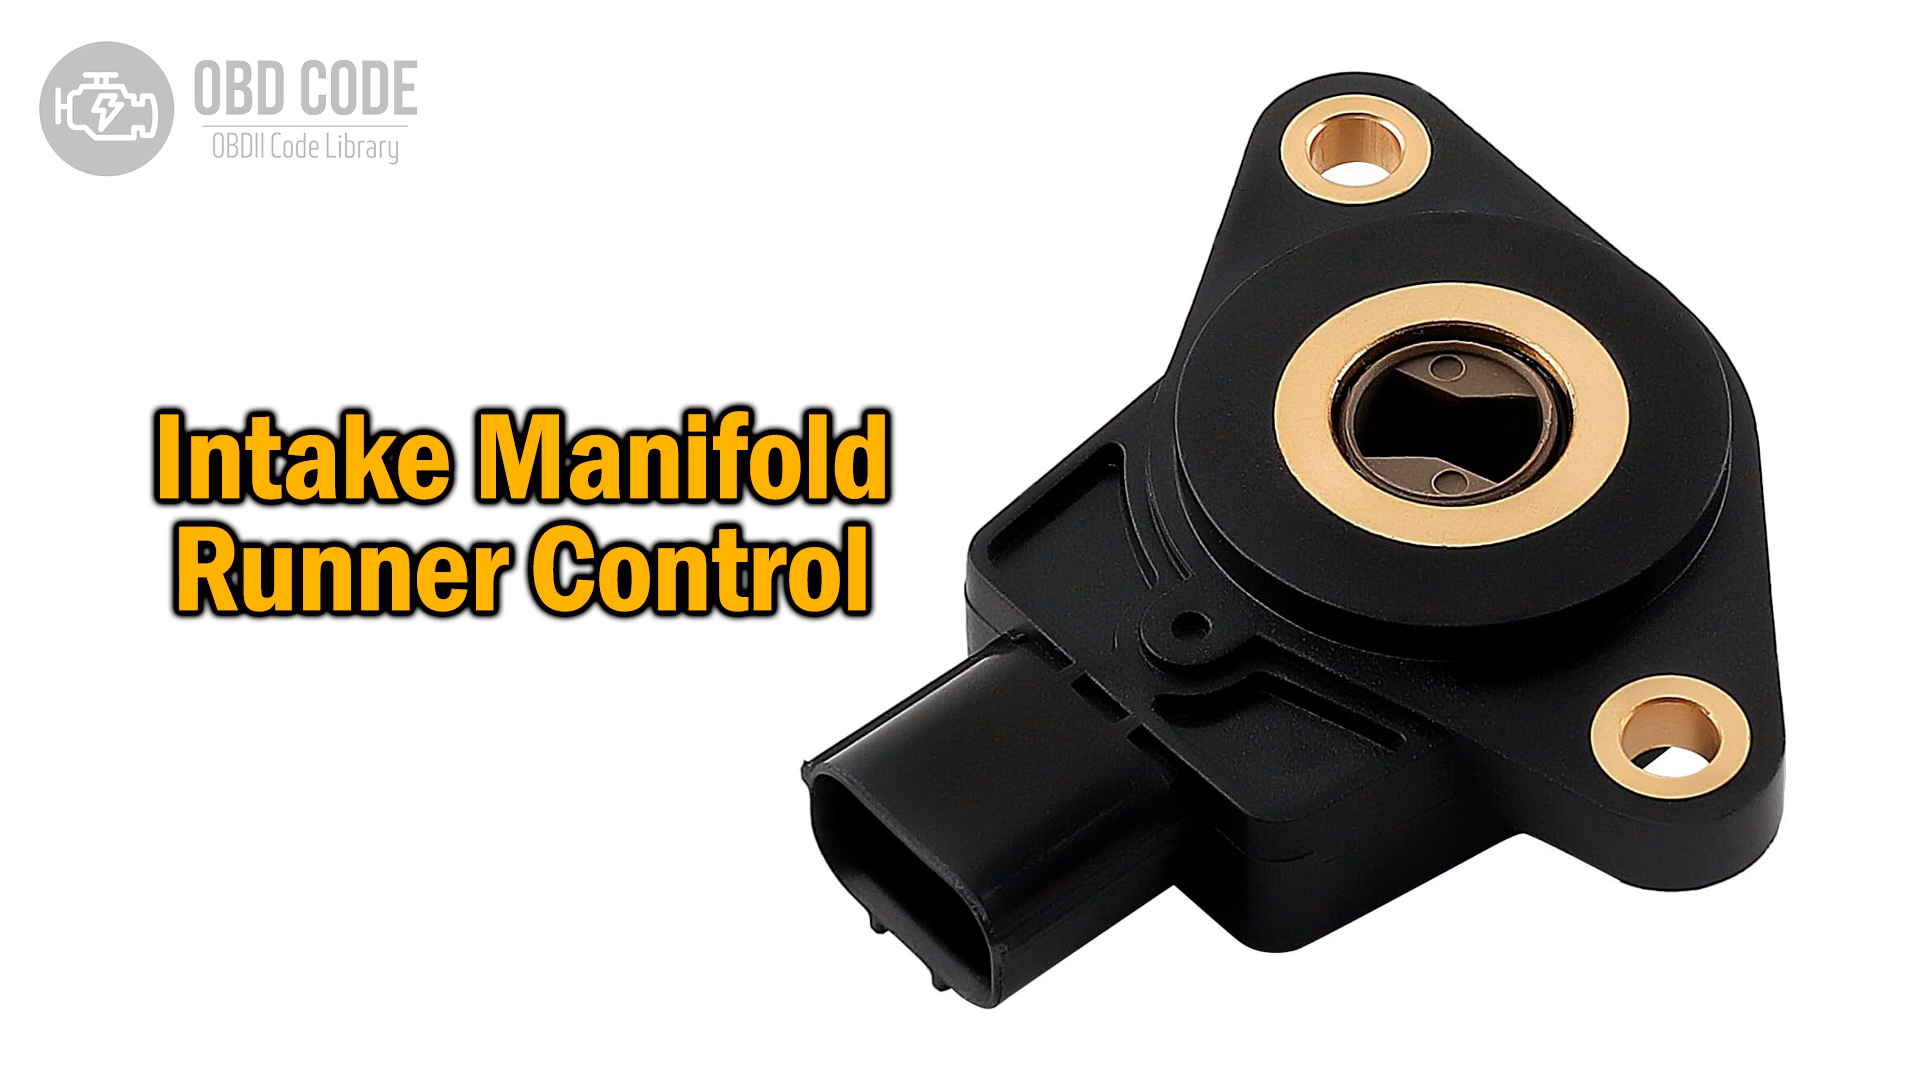 OBD CODE
OBDII Code Library
Intake Manifold
Runner Control